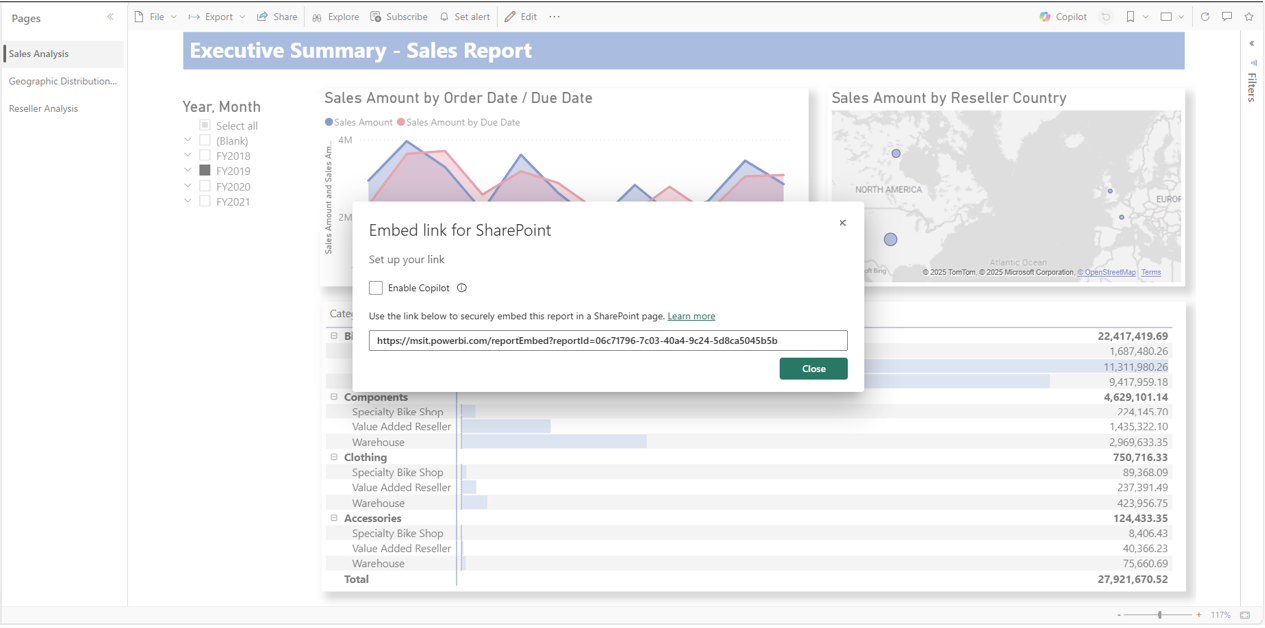 Pages
File
Export
Share
Explore
Subscribe
Set alert
Edit
Copilot
Sales Analysis
Geographic Distribution...
Reseller Analysis
Executive Summary - Sales Report
Filters
Year, Month
Select all
(Blank)
FY2018
FY2019
FY2020
FY2021
Sales Amount by Order Date / Due Date
Sales Amount
Sales Amount by Due Date
Sales Amount and Sales Am...
4M
2M
Sales Amount by Reseller Country
NORTH AMERICA
EUROP
Atlantic Ocean
© 2025 TomTom, © 2025 Microsoft Corporation, © OpenStreetMap Terms
Embed link for SharePoint
Set up your link
Enable Copilot
Use the link below to securely embed this report in a SharePoint page. Learn more
https://msit.powerbi.com/reportEmbed?reportId=06c71796-7c03-40a4-9c24-5d8ca5045b5b
Close
Categ
Bi 22,417,419.69
1,687,480.26
11,311,980.26
9,417,959.18
Components 4,629,101.14
Specialty Bike Shop 224,145.70
Value Added Reseller 1,435,322.10
Warehouse 2,969,633.35
Clothing 750,716.33
Specialty Bike Shop 89,368.09
Value Added Reseller 237,391.49
Warehouse 423,956.75
Accessories 124,433.35
Specialty Bike Shop 8,406.43
Value Added Reseller 40,366.23
Warehouse 75,660.69
Total 27,921,670.52
- + 117%